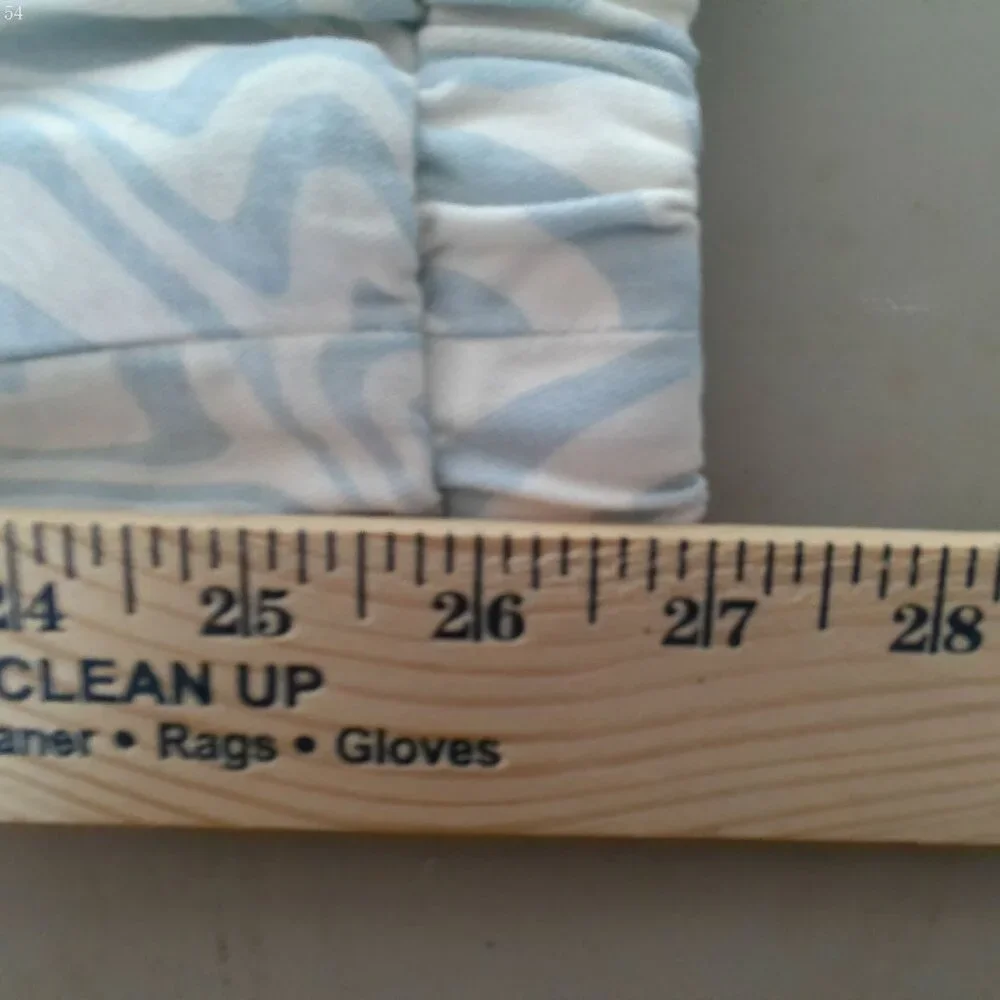 54
24 25 26 27 28
CLEAN UP
aner • Rags • Gloves